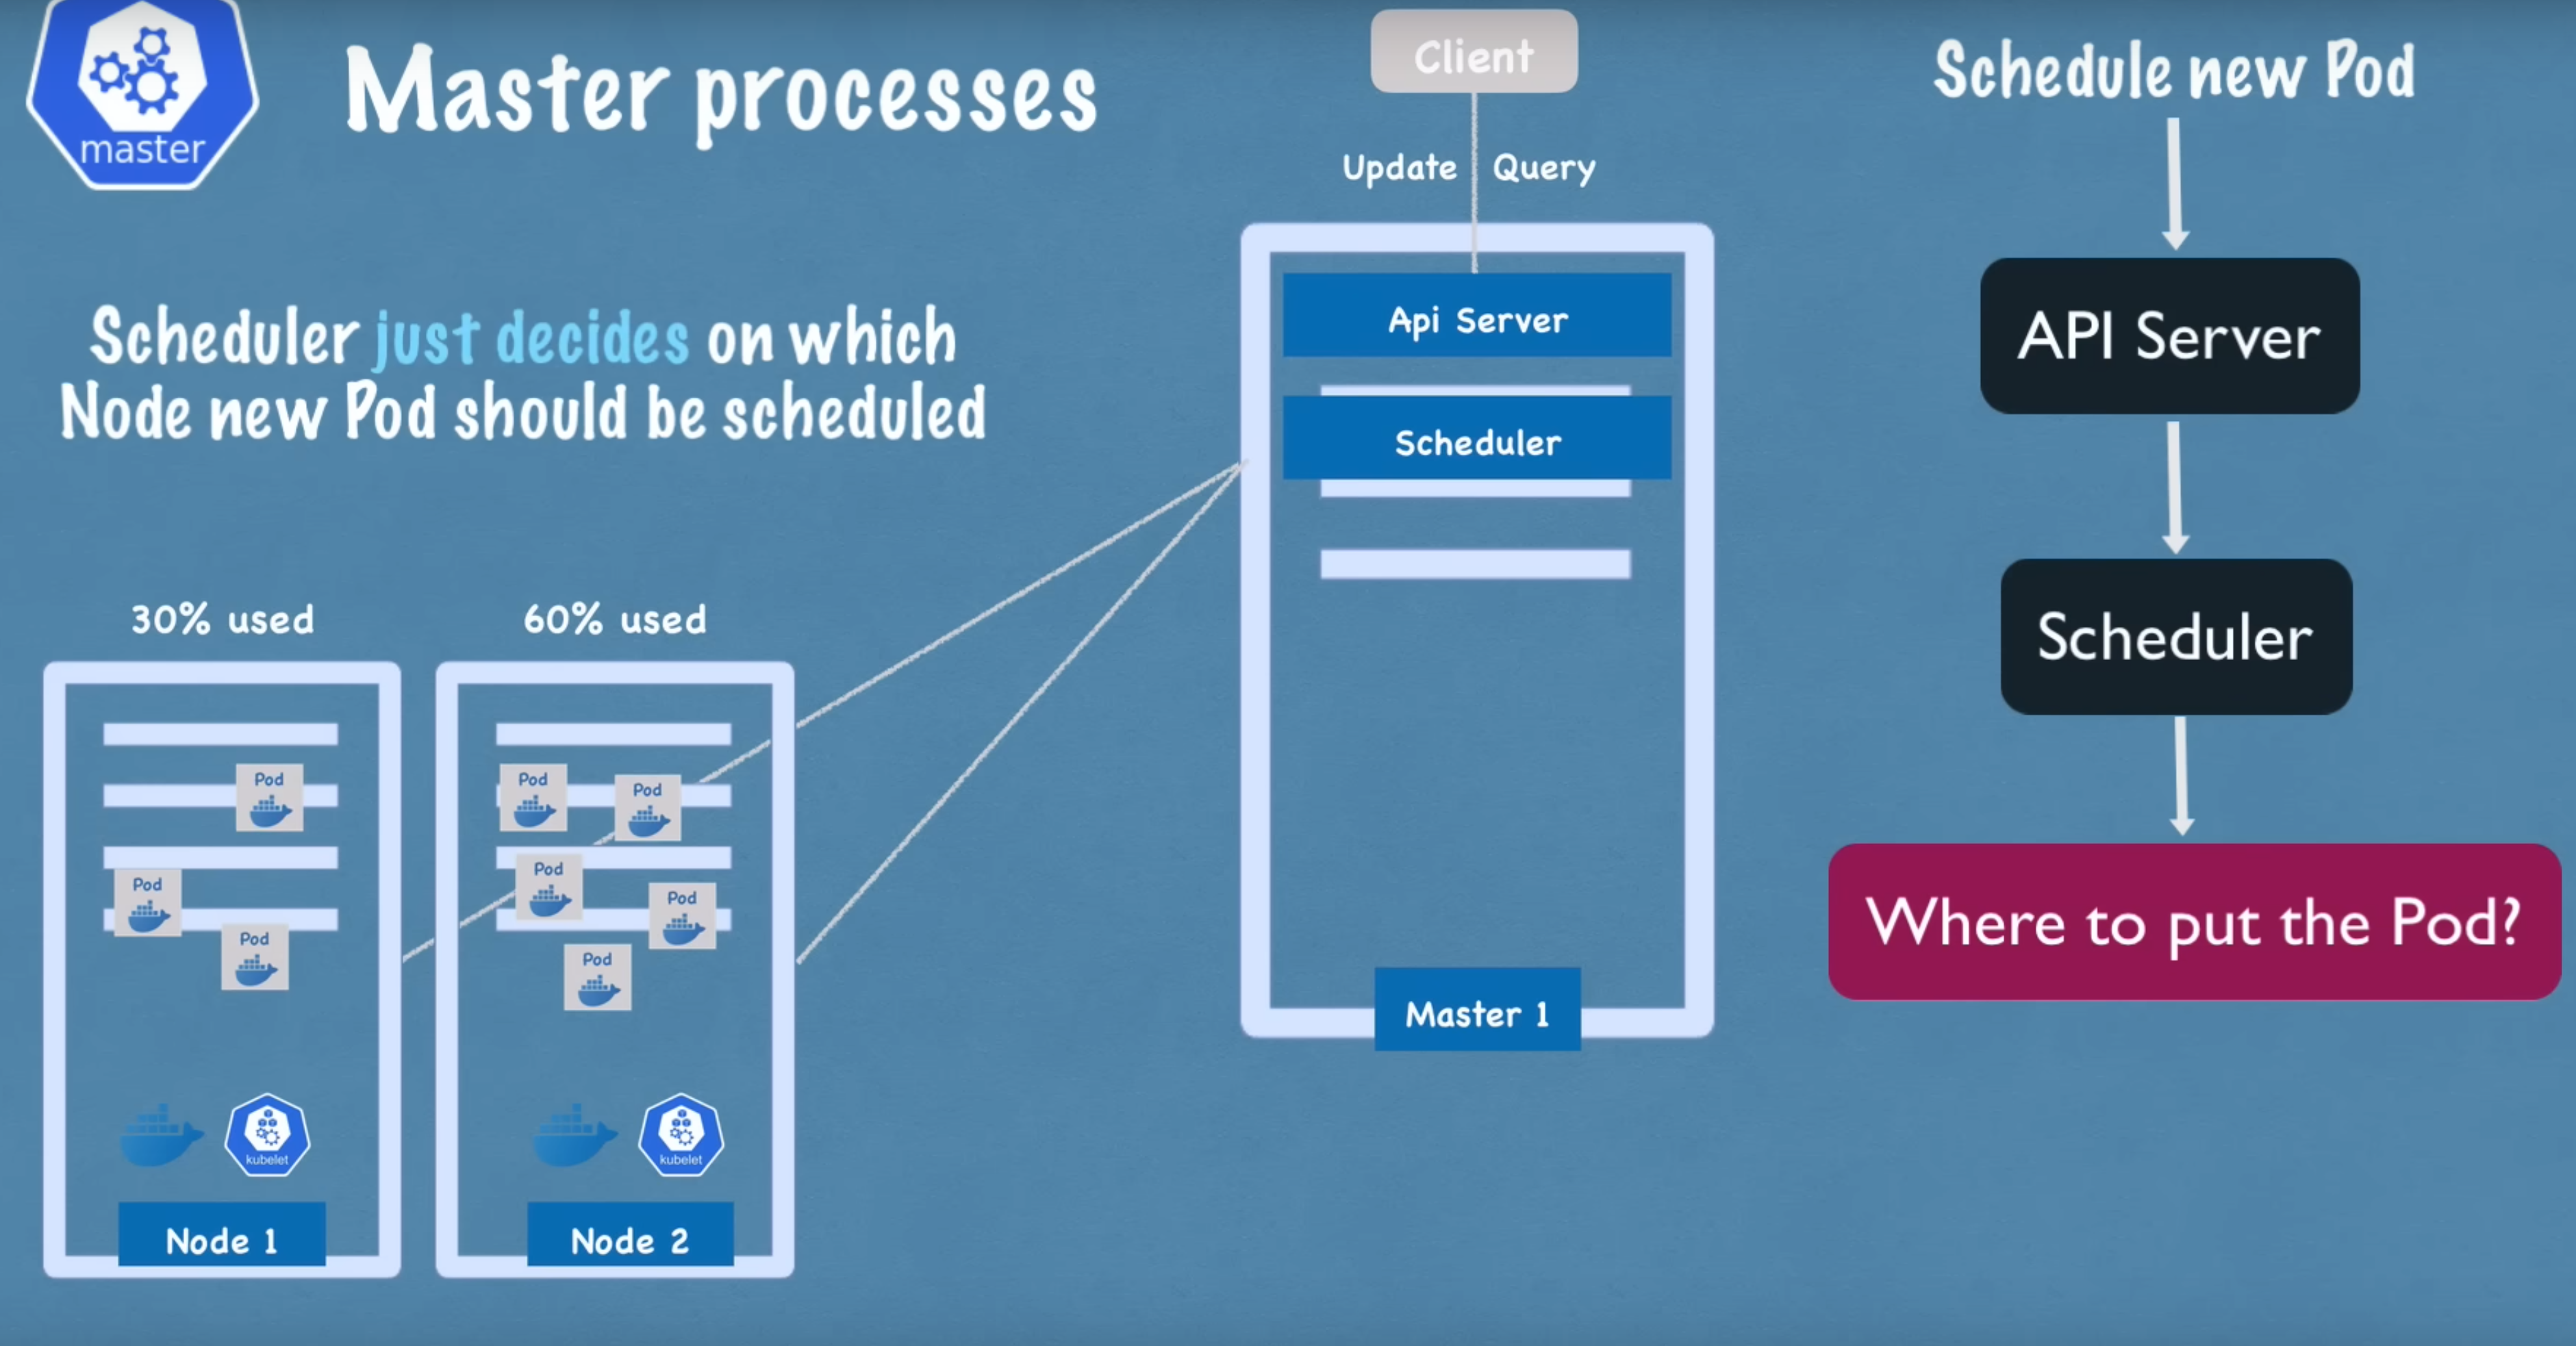 master
Master processes
Scheduler just decides on which
Node new Pod should be scheduled
30% used
60% used
Pod
Pod
Pod
kubelet
Node 1
Pod
Pod
Pod
Pod
Pod
kubelet
Node 2
Client
Update
Query
Api Server
Scheduler
Master 1
Schedule new Pod
API Server
Scheduler
Where to put the Pod?